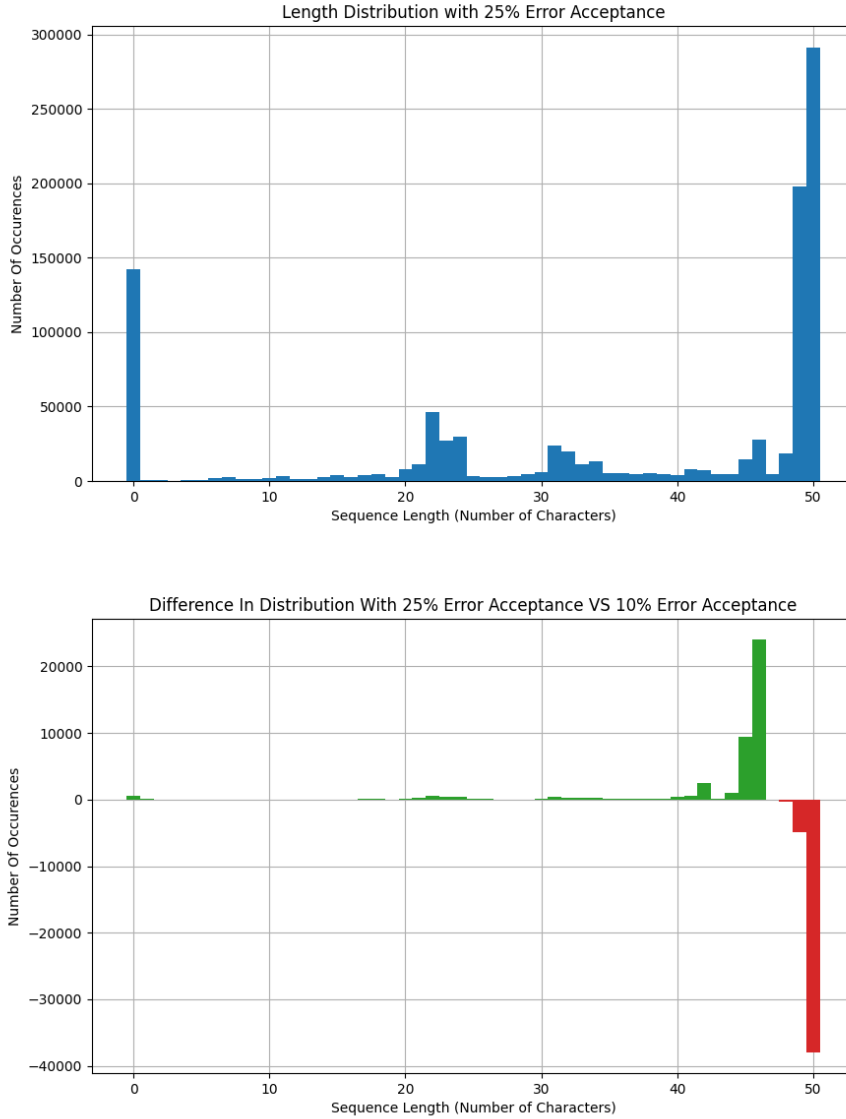 Length Distribution with 25% Error Acceptance
300000
250000
200000
150000
100000
50000
0
Number Of Occurences
0 10 20 30 40 50
Sequence Length (Number of Characters)
Difference In Distribution With 25% Error Acceptance VS 10% Error Acceptance
20000
10000
0
−10000
−20000
−30000
−40000
Number Of Occurences
0 10 20 30 40 50
Sequence Length (Number of Characters)